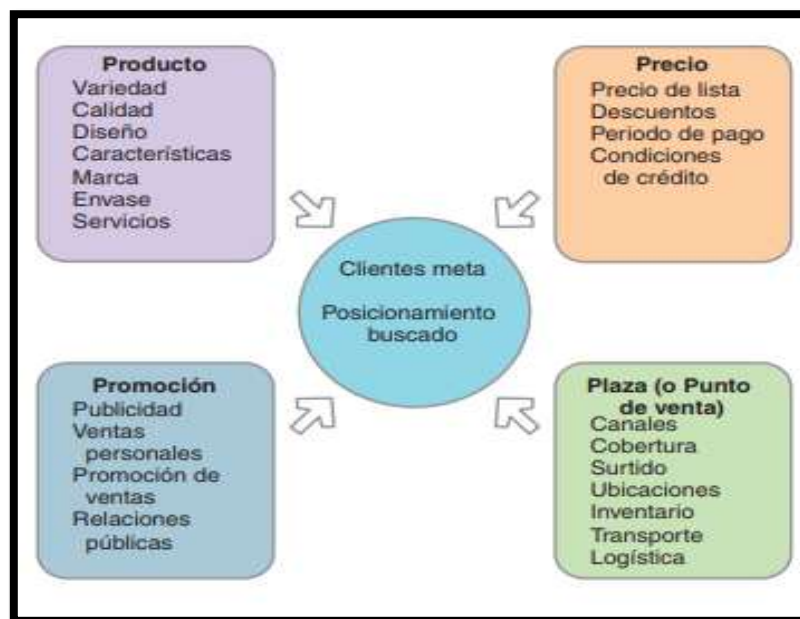 Producto
Variedad
Calidad
Diseño
Características
Marca
Envase
Servicios
Precio
Precio de lista
Descuentos
Periodo de pago
Condiciones
de crédito
Clientes meta
Posicionamiento
buscado
Promoción
Publicidad
Ventas
personales
Promoción de
ventas
Relaciones
públicas
Plaza (o Punto
de venta)
Canales
Cobertura
Surtido
Ubicaciones
Inventario
Transporte
Logística